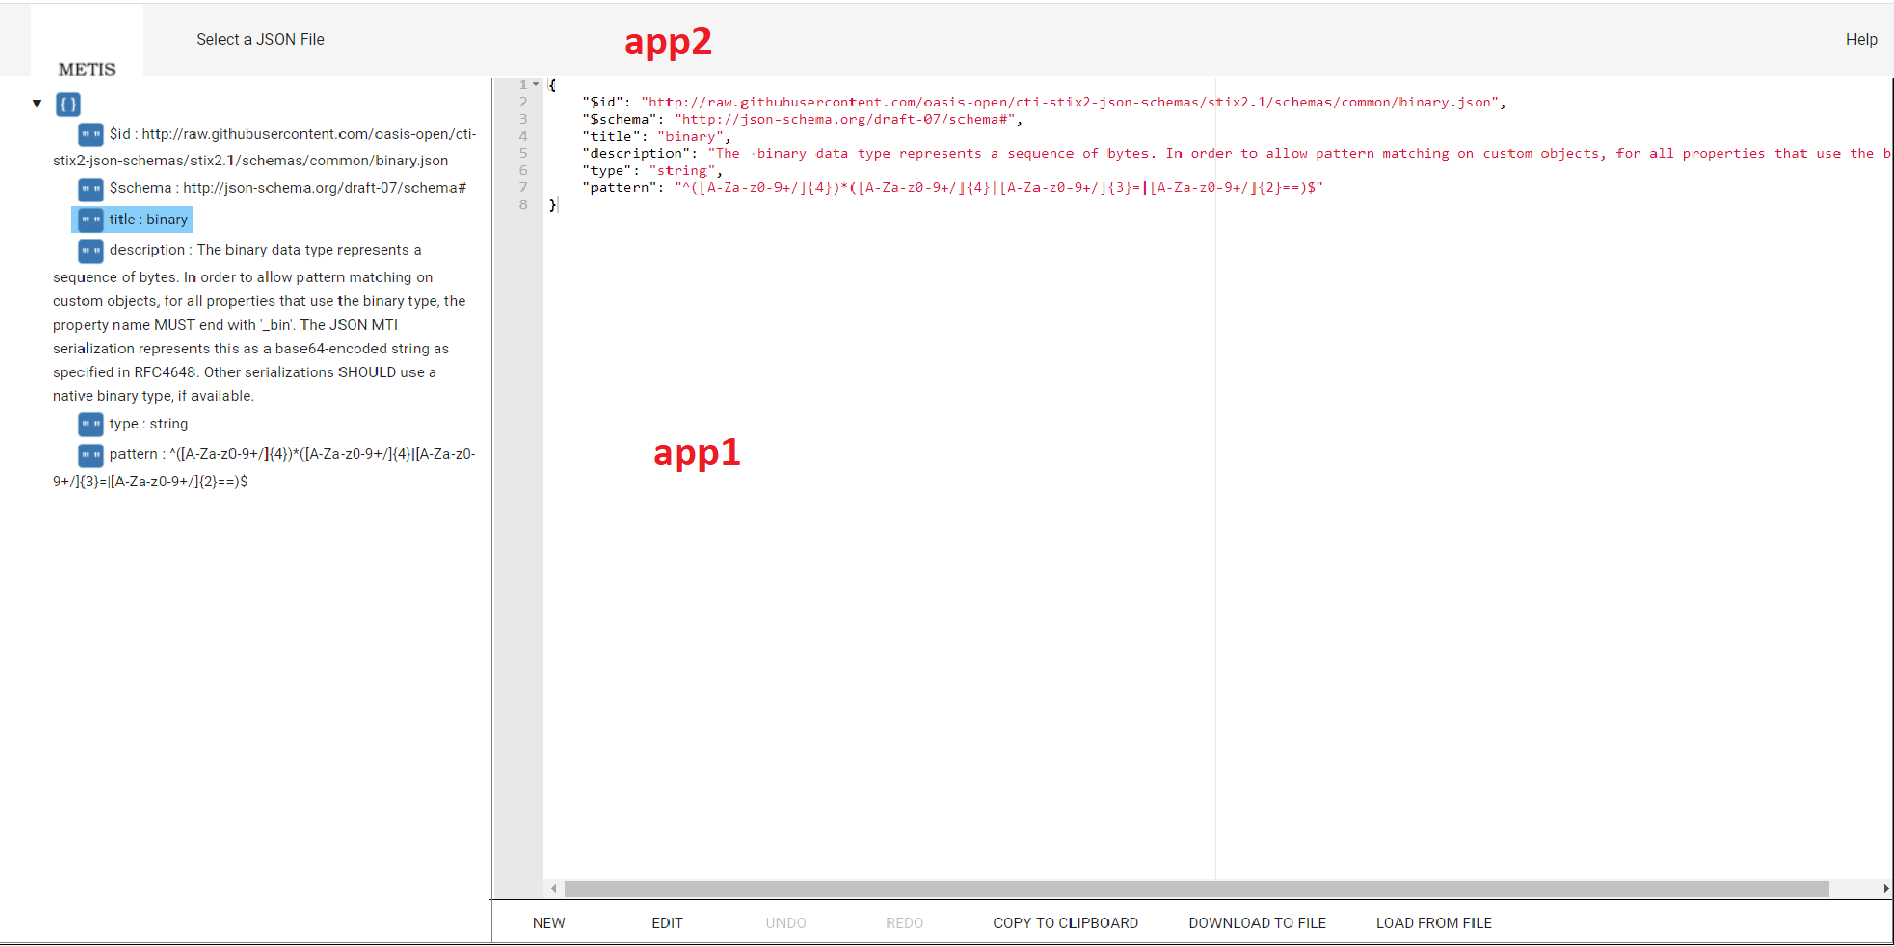 Select a JSON File
app2
Help
METIS
{ }
" " $id : http://raw.githubusercontent.com/oasis-open/cti-
stix2-json-schemas/stix2.1/schemas/common/binary.json
" " $schema : http://json-schema.org/draft-07/schema#
" " title : binary
" " description : The binary data type represents a
sequence of bytes. In order to allow pattern matching on
custom objects, for all properties that use the binary type, the
property name MUST end with '_bin'. The JSON MTI
serialization represents this as a base64-encoded string as
specified in RFC4648. Other serializations SHOULD use a
native binary type, if available.
" " type : string
" " pattern : ^([A-Za-z0-9+/]{4})*([A-Za-z0-9+/]{4}|[A-Za-z0-
9+/]{3}=|[A-Za-z0-9+/]{2}==)$
1 {
2 "$id": "http://raw.githubusercontent.com/oasis-open/cti-stix2-json-schemas/stix2.1/schemas/common/binary.json",
3 "$schema": "http://json-schema.org/draft-07/schema#",
4 "title": "binary",
5 "description": "The -binary data type represents a sequence of bytes. In order to allow pattern matching on custom objects, for all properties that use the b
6 "type": "string",
7 "pattern": "^([A-Za-z0-9+/]{4})*([A-Za-z0-9+/]{4}|[A-Za-z0-9+/]{3}=|[A-Za-z0-9+/]{2}==)$"
8 }
app1
NEW EDIT UNDO REDO COPY TO CLIPBOARD DOWNLOAD TO FILE LOAD FROM FILE